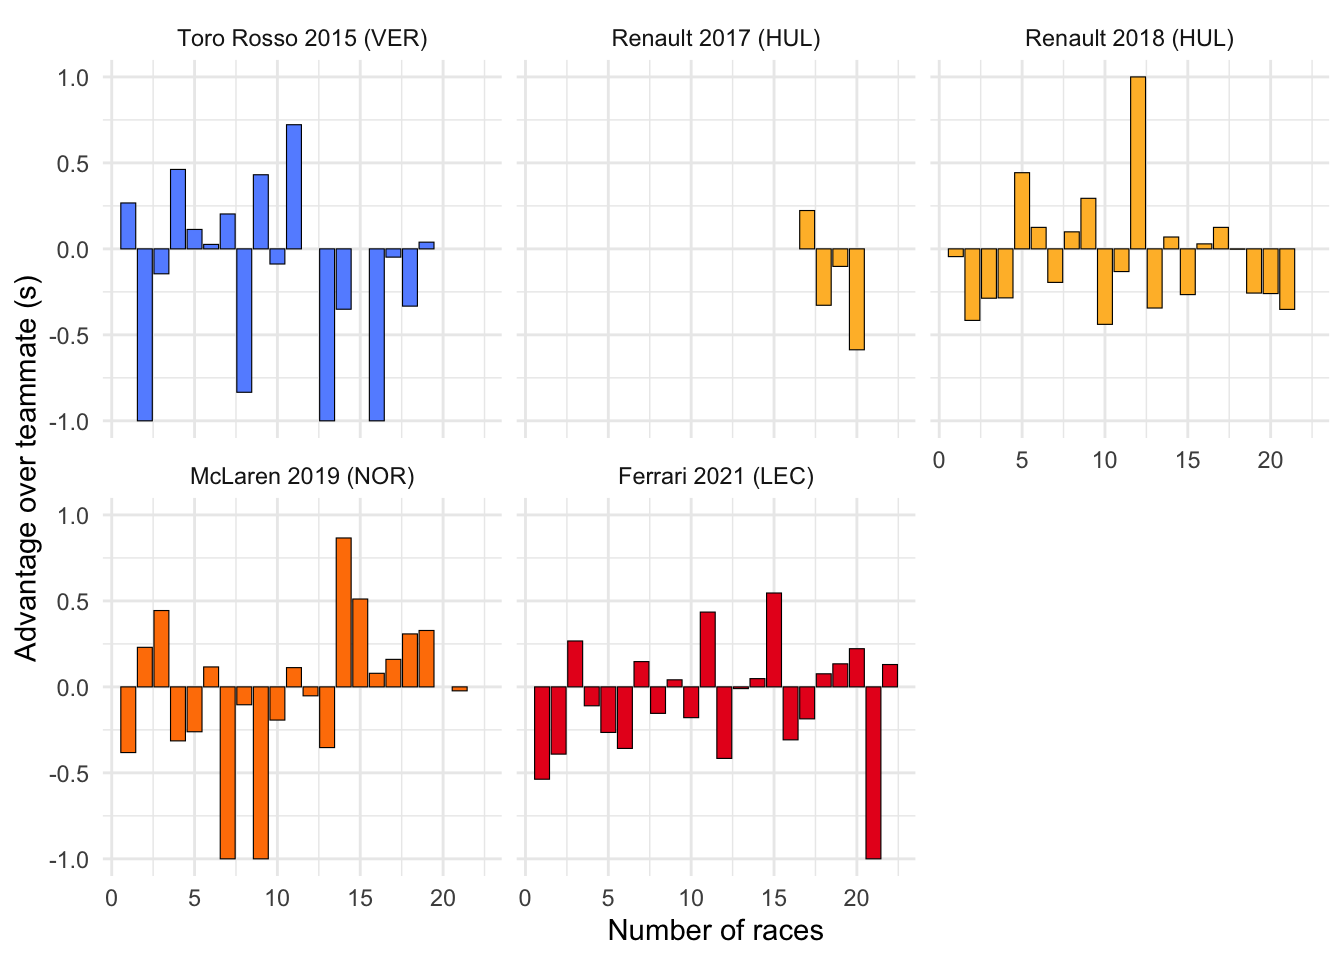 Toro Rosso 2015 (VER)
Renault 2017 (HUL)
Renault 2018 (HUL)
1.0
0.5
0.0
-0.5
-1.0
0 5 10 15 20
McLaren 2019 (NOR)
Ferrari 2021 (LEC)
1.0
0.5
0.0
-0.5
-1.0
0 5 10 15 20
0 5 10 15 20
Advantage over teammate (s)
Number of races